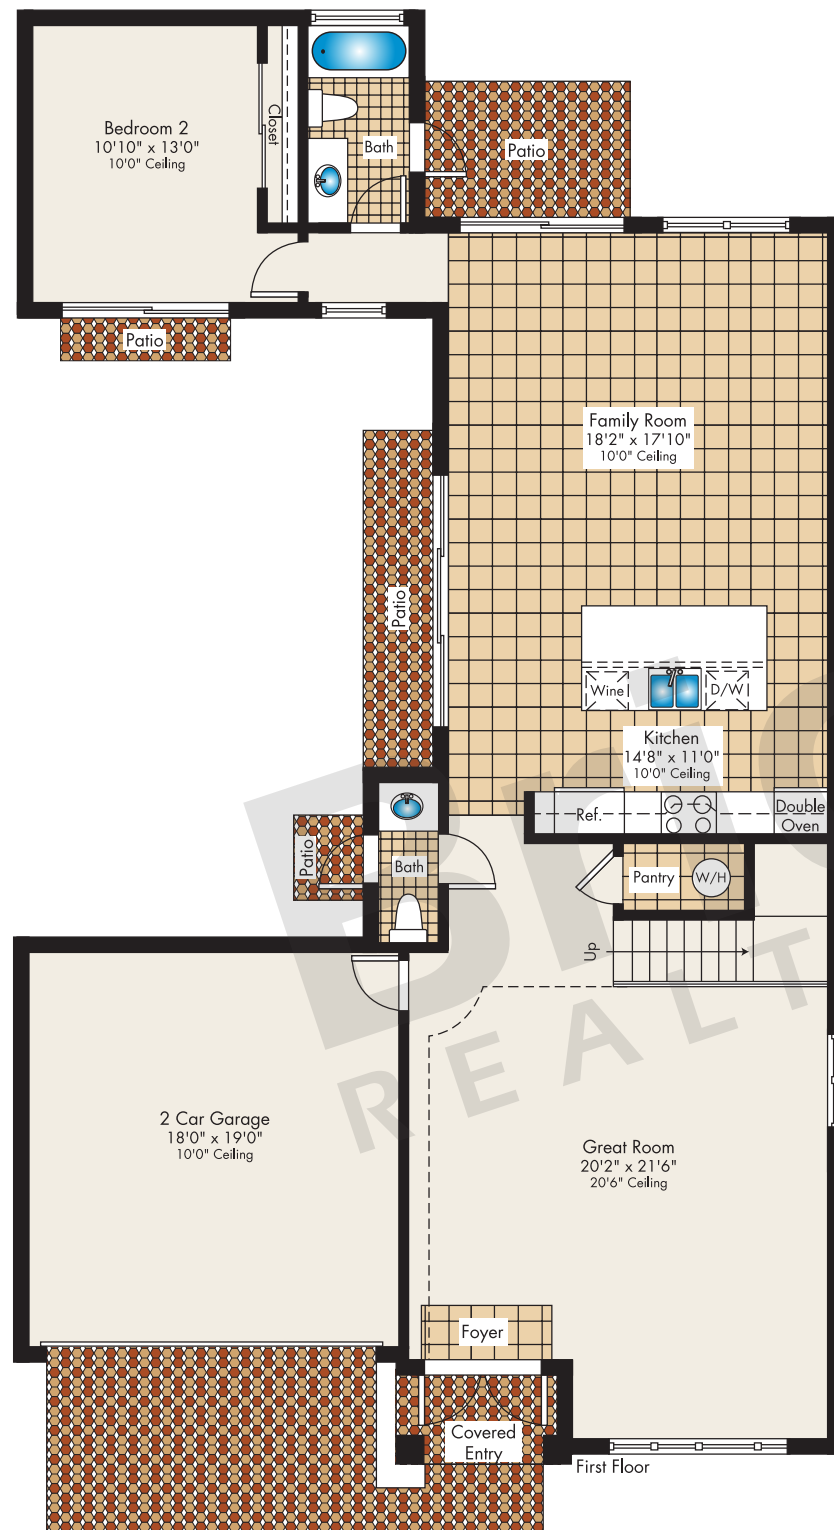 Bedroom 2
10'10" x 13'0"
10'0" Ceiling
Closet
Bath
Patio
Patio
Family Room
18'2" x 17'10"
10'0" Ceiling
Patio
Wine
D/W
Kitchen
14'8" x 11'0"
10'0" Ceiling
Ref.
Double
Oven
Patio
Bath
Pantry
W/H
Up
2 Car Garage
18'0" x 19'0"
10'0" Ceiling
Great Room
20'2" x 21'6"
20'6" Ceiling
Foyer
Covered
Entry
First Floor